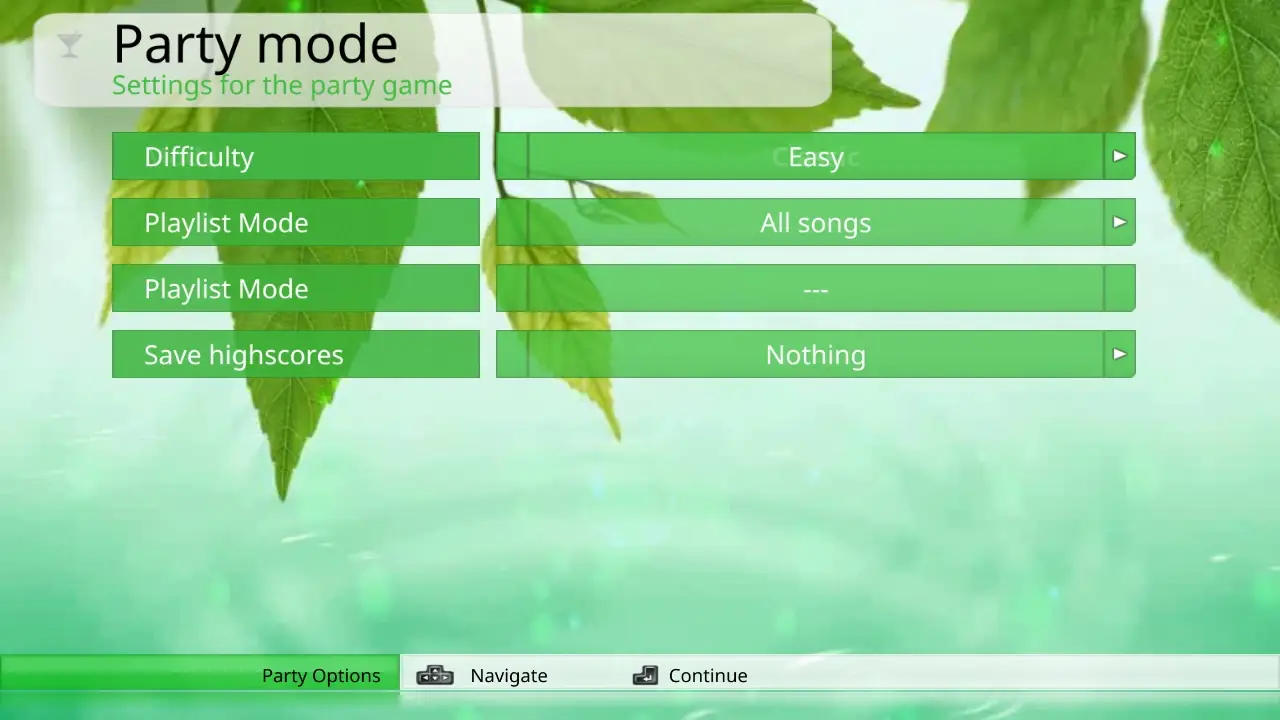 Party mode
Settings for the party game
Difficulty
Easy
Playlist Mode
All songs
Playlist Mode
---
Save highscores
Nothing
Party Options
Navigate
Continue